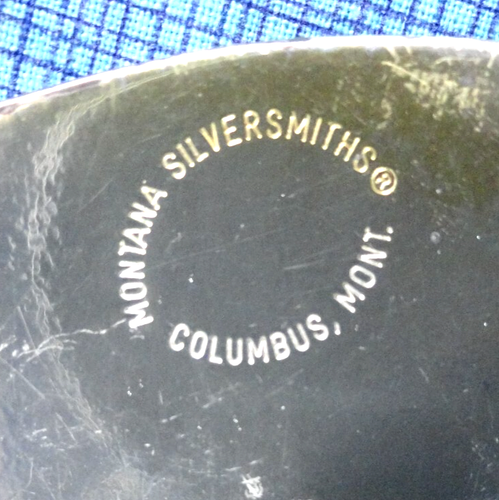 MONTANA SILVERSMITHS®
COLUMBUS, MONT.